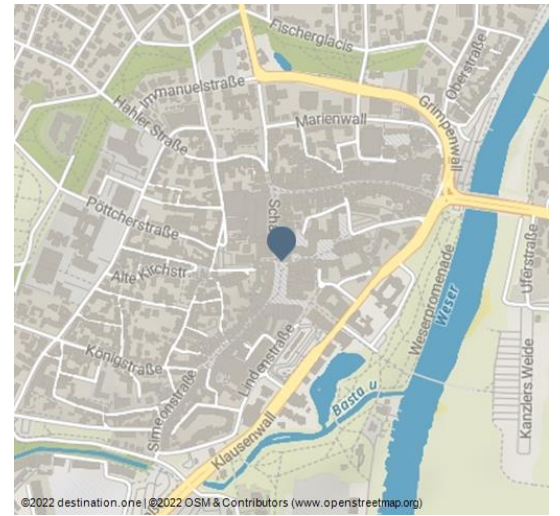 Fischerglacis
Immanuelstraße
Oberstraße
Hahler Straße
Marienwall
Grimpenwall
Pöttcherstraße
Scha
Uferstraße
Weserpromenade
Weser
Alte Kirchstr.
Königstraße
Lindenstraße
Simeonstraße
Bastau
Kanzlers Weide
Klausenwall
©2022 destination.one | ©2022 OSM & Contributors (www.openstreetmap.org)